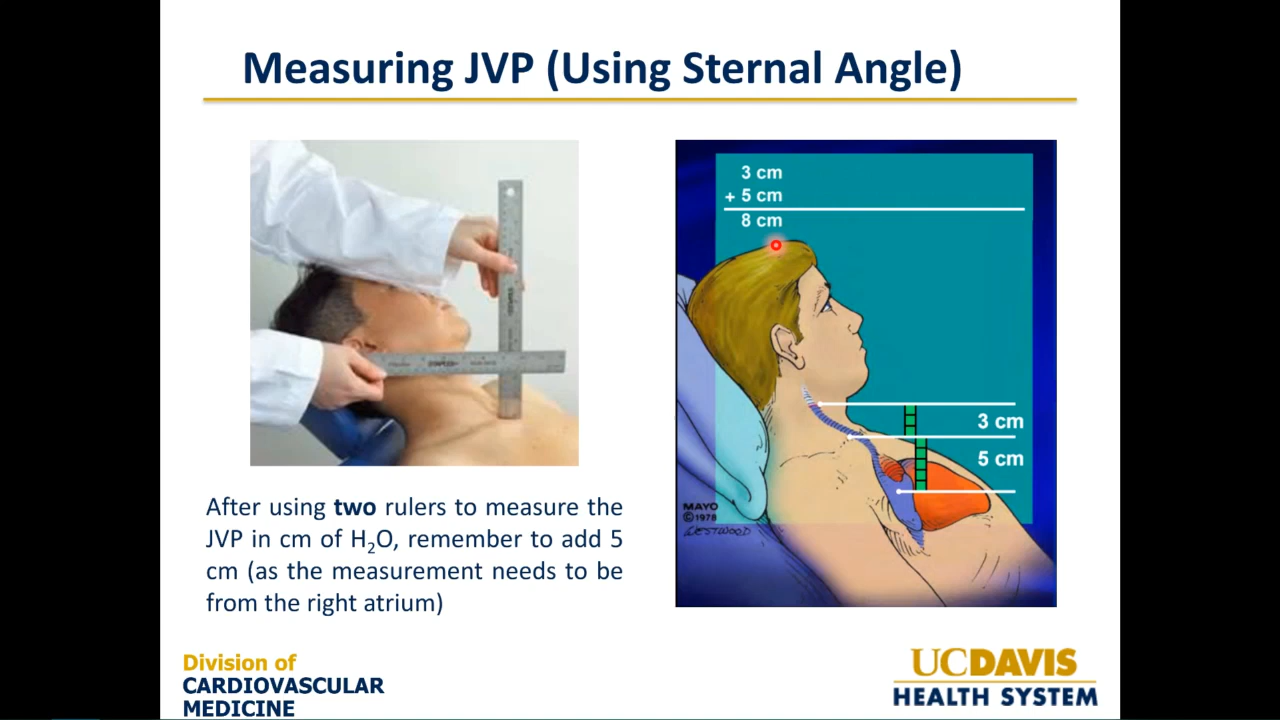 Measuring JVP (Using Sternal Angle)
3 cm
+ 5 cm
8 cm
3 cm
5 cm
MAYO
©1978
WESTWOOD
After using two rulers to measure the
JVP in cm of H₂O, remember to add 5
cm (as the measurement needs to be
from the right atrium)
Division of
CARDIOVASCULAR
MEDICINE
UCDAVIS
HEALTH SYSTEM